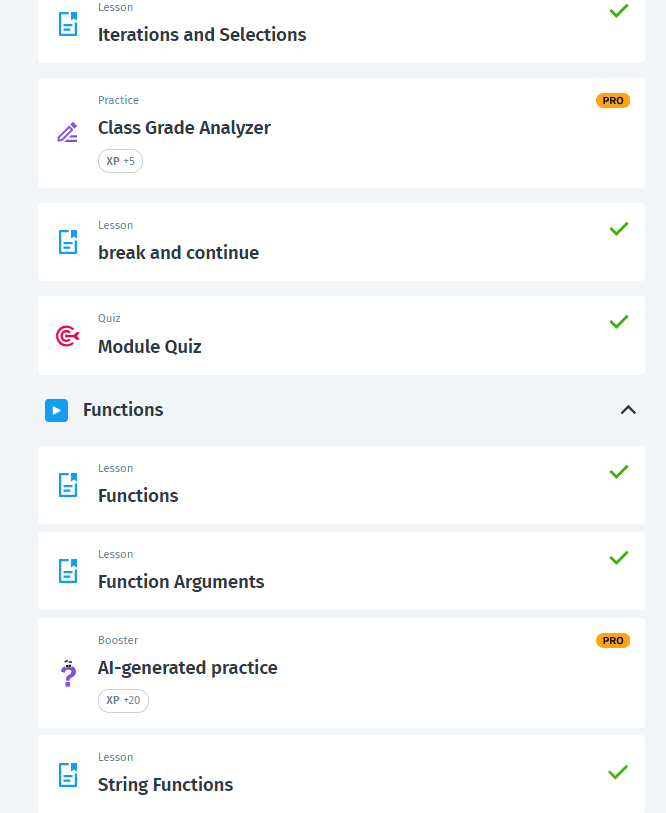 Lesson
Iterations and Selections
Practice
PRO
Class Grade Analyzer
XP +5
Lesson
break and continue
Quiz
Module Quiz
Functions
Lesson
Functions
Lesson
Function Arguments
Booster
PRO
AI-generated practice
XP +20
Lesson
String Functions